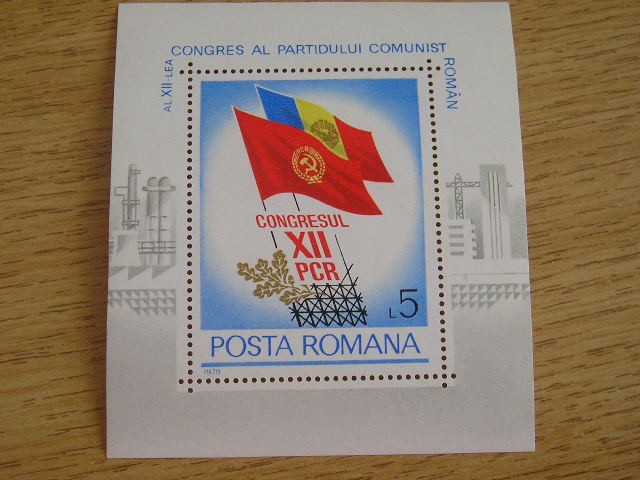 AL XII-LEA CONGRES AL PARTIDULUI COMUNIST ROMÂN
PCR
CONGRESUL
XII
PCR
L5
POSTA ROMANA
1979